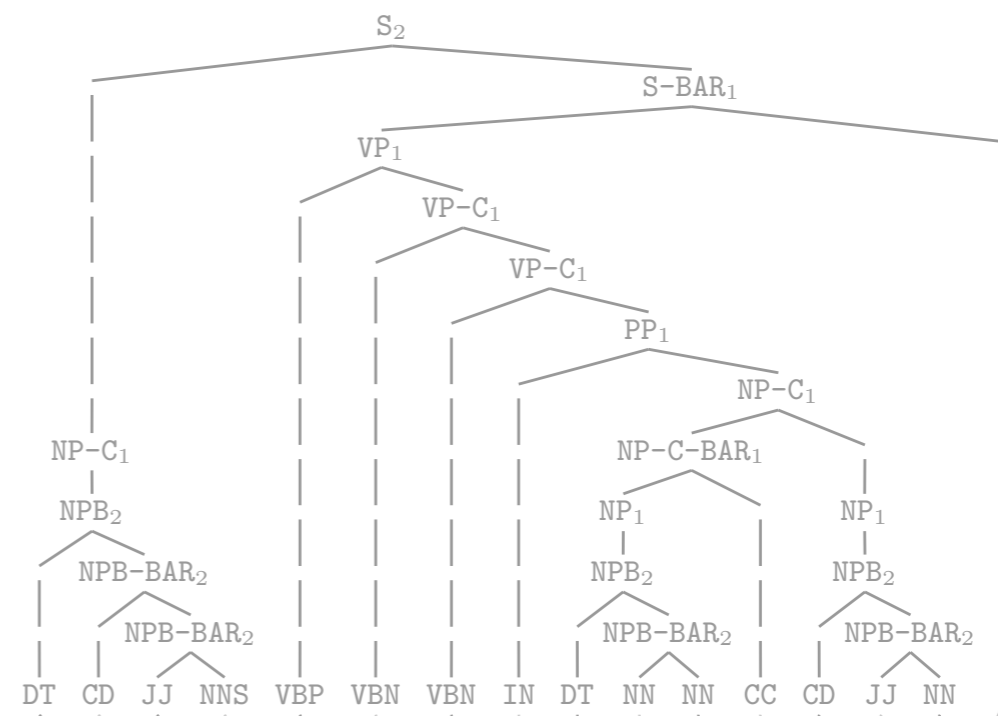 S₂
S-BAR₁
VP₁
VP-C₁
VP-C₁
PP₁
NP-C₁
NP-C₁ NP-C-BAR₁
NPB₂ NP₁ NP₁
NPB-BAR₂ NPB₂ NPB₂
NPB-BAR₂ NPB-BAR₂ NPB-BAR₂
DT CD JJ NNS VBP VBN VBN IN DT NN NN CC CD JJ NN